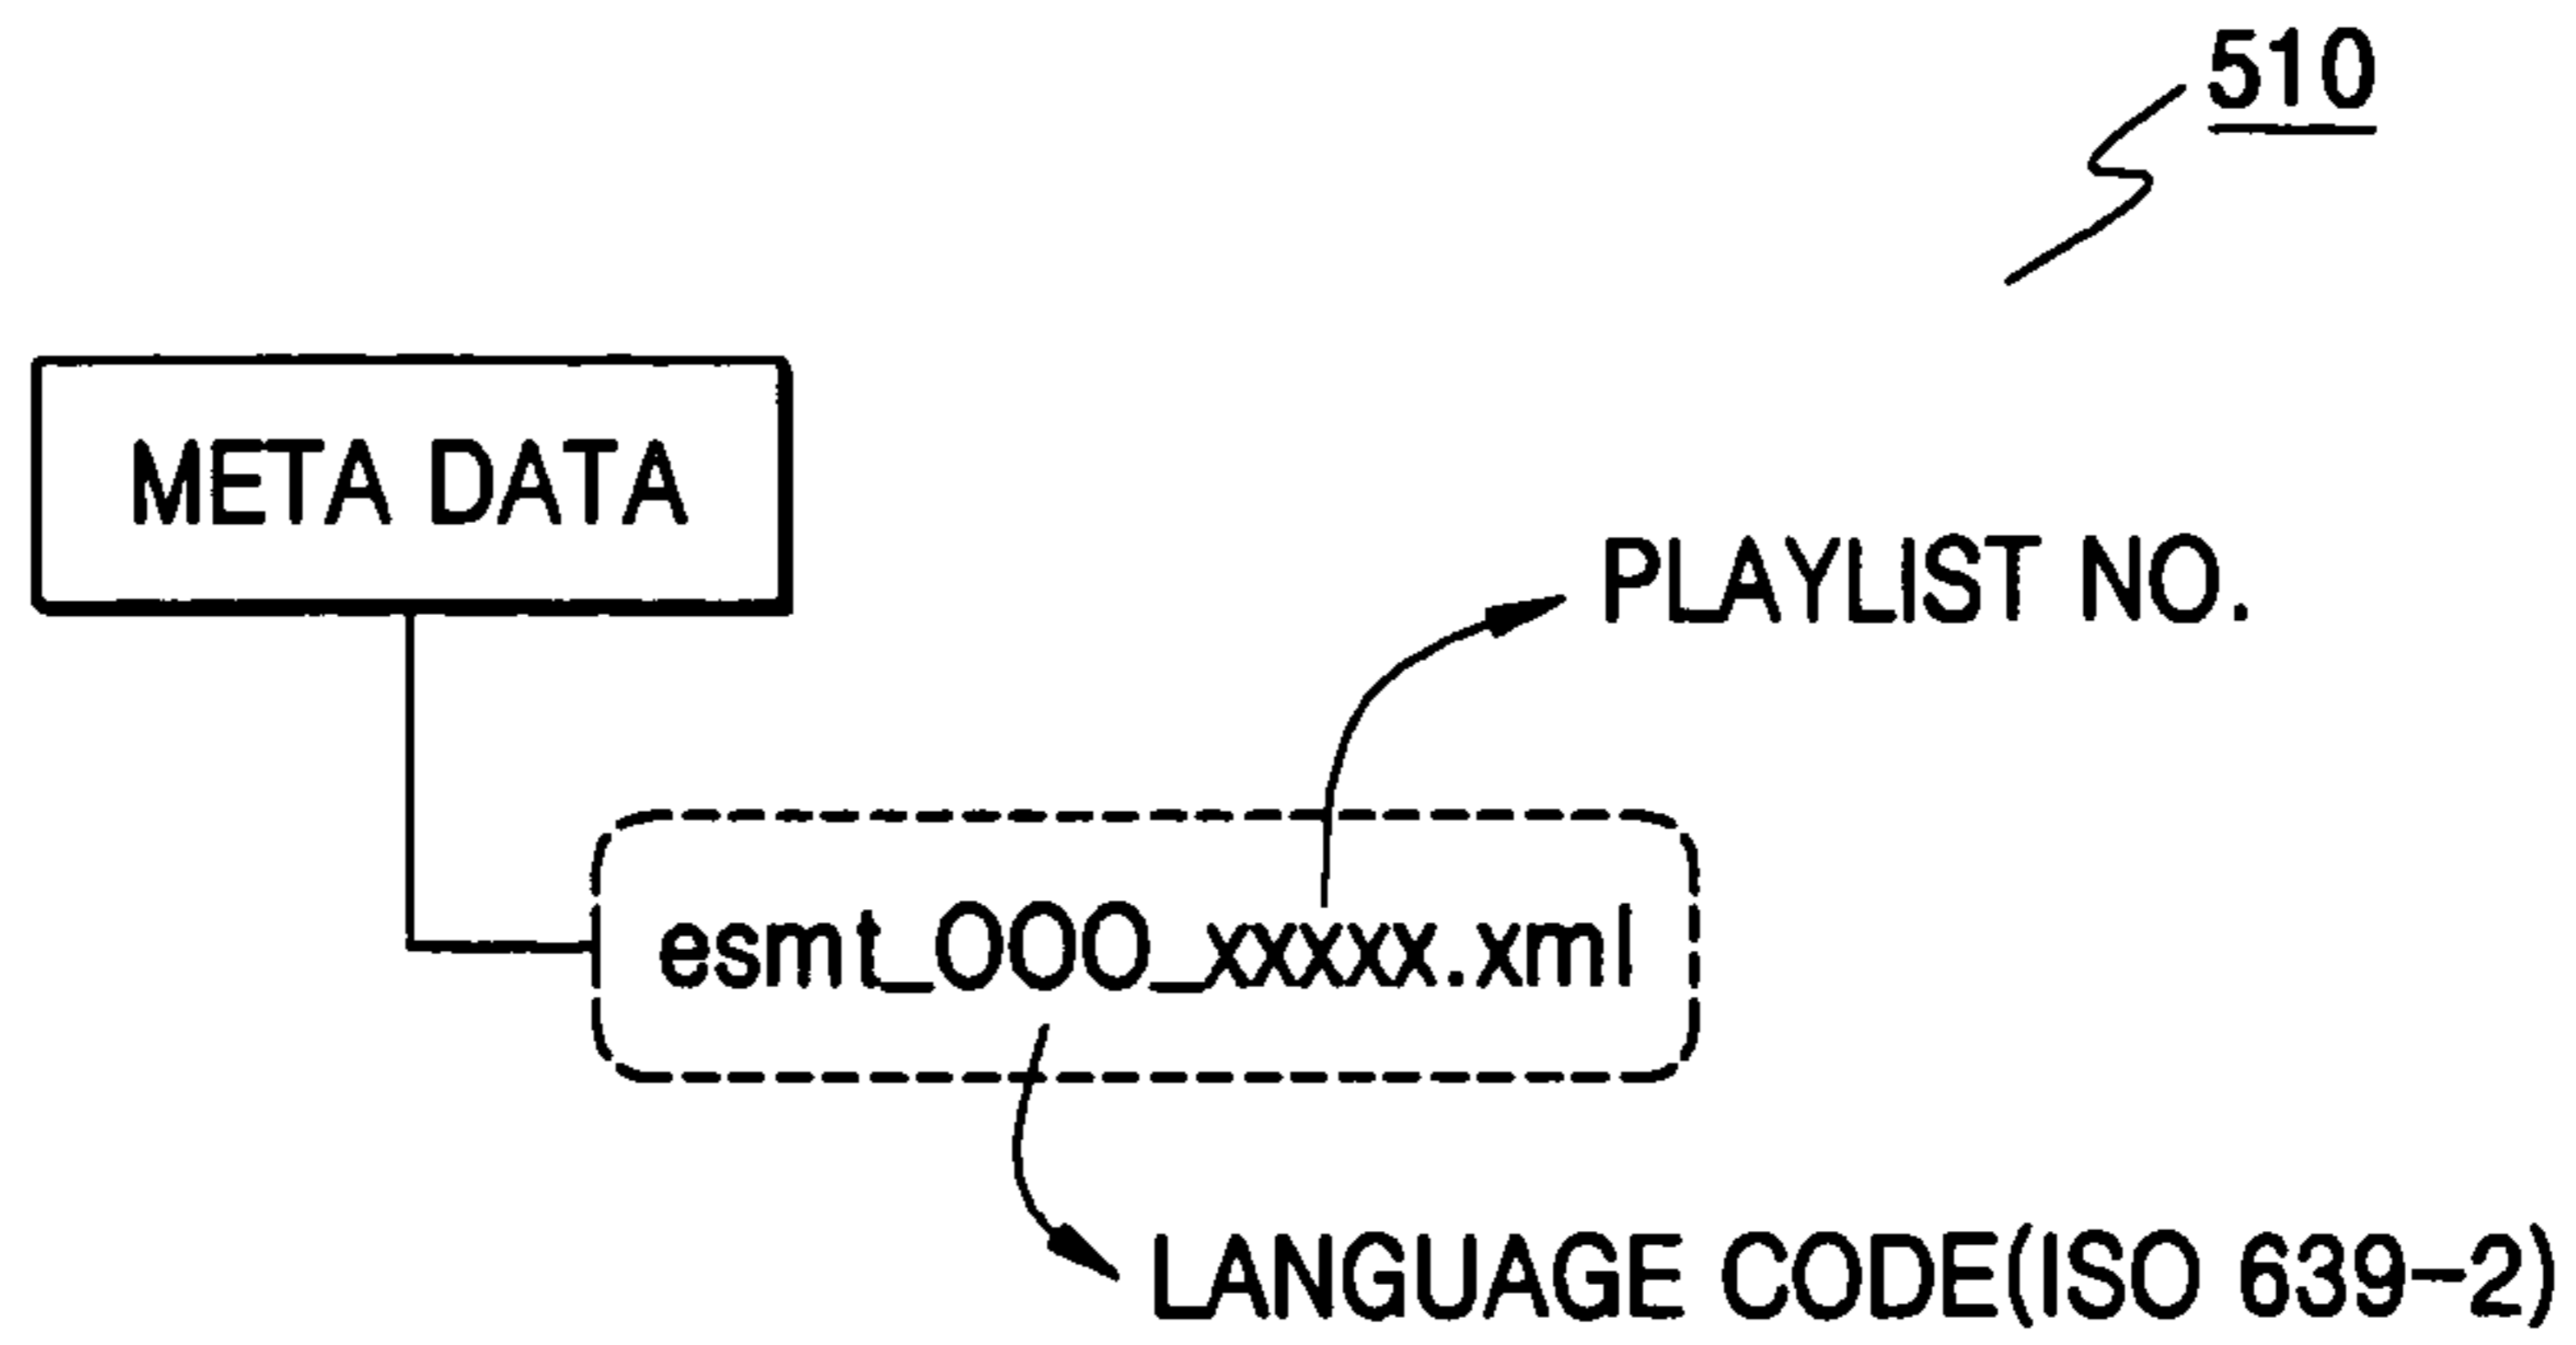 510
META DATA
PLAYLIST NO.
esmt_OOO_xxxxx.xml
LANGUAGE CODE(ISO 639-2)